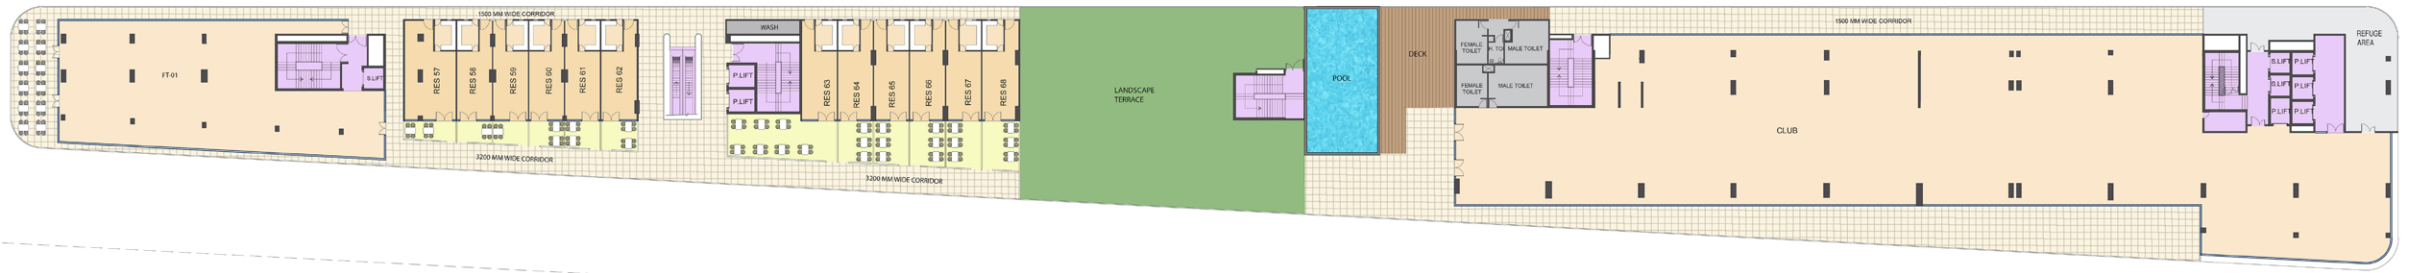 1500 MM WIDE CORRIDOR
1500 MM WIDE CORRIDOR
WASH
REFUGE
AREA
FT-01
S.LIFT
RES 57
RES 58
RES 59
RES 60
RES 61
RES 62
P.LIFT
P.LIFT
RES 63
RES 64
RES 65
RES 66
RES 67
RES 68
LANDSCAPE
TERRACE
POOL
DECK
FEMALE
TOILET
MALE TOILET
FEMALE
TOILET
MALE TOILET
S.LIFT
P.LIFT
S.LIFT
P.LIFT
P.LIFT
P.LIFT
CLUB
3200 MM WIDE CORRIDOR
3200 MM WIDE CORRIDOR